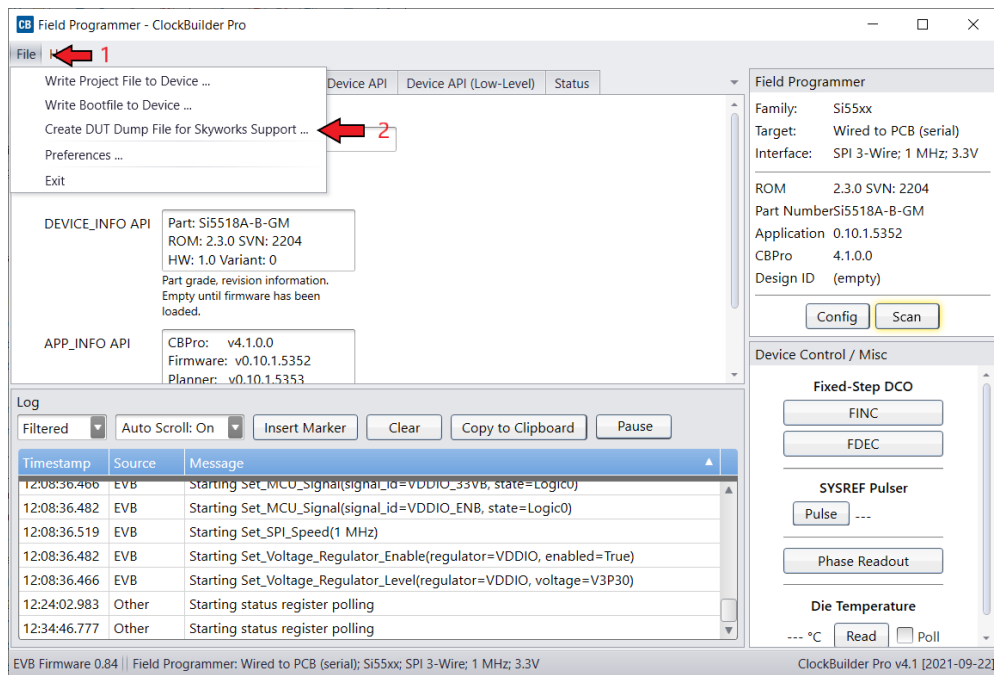 CB Field Programmer - ClockBuilder Pro
File
1
Write Project File to Device ...
Write Bootfile to Device ...
Create DUT Dump File for Skyworks Support ...
2
Preferences ...
Exit
Device API
Device API (Low-Level)
Status
DEVICE_INFO API
Part: Si5518A-B-GM
ROM: 2.3.0 SVN: 2204
HW: 1.0 Variant: 0
Part grade, revision information.
Empty until firmware has been
loaded.
APP_INFO API
CBPro: v4.1.0.0
Firmware: v0.10.1.5352
Planner: v0.10.1.5353
Field Programmer
Family: Si55xx
Target: Wired to PCB (serial)
Interface: SPI 3-Wire; 1 MHz; 3.3V
ROM 2.3.0 SVN: 2204
Part Number Si5518A-B-GM
Application 0.10.1.5352
CBPro 4.1.0.0
Design ID (empty)
Config Scan
Device Control / Misc
Fixed-Step DCO
FINC
FDEC
SYSREF Pulser
Pulse ---
Phase Readout
Die Temperature
--- °C Read Poll
Log
Filtered Auto Scroll: On Insert Marker Clear Copy to Clipboard Pause
Timestamp Source Message
12:08:36.466 EVB Starting Set_MCU_Signal(signal_id=VDDIO_33VB, state=Logic0)
12:08:36.482 EVB Starting Set_MCU_Signal(signal_id=VDDIO_ENB, state=Logic0)
12:08:36.519 EVB Starting Set_SPI_Speed(1 MHz)
12:08:36.482 EVB Starting Set_Voltage_Regulator_Enable(regulator=VDDIO, enabled=True)
12:08:36.466 EVB Starting Set_Voltage_Regulator_Level(regulator=VDDIO, voltage=V3P30)
12:24:02.983 Other Starting status register polling
12:34:46.777 Other Starting status register polling
EVB Firmware 0.84 Field Programmer: Wired to PCB (serial); Si55xx; SPI 3-Wire; 1 MHz; 3.3V
ClockBuilder Pro v4.1 [2021-09-22]